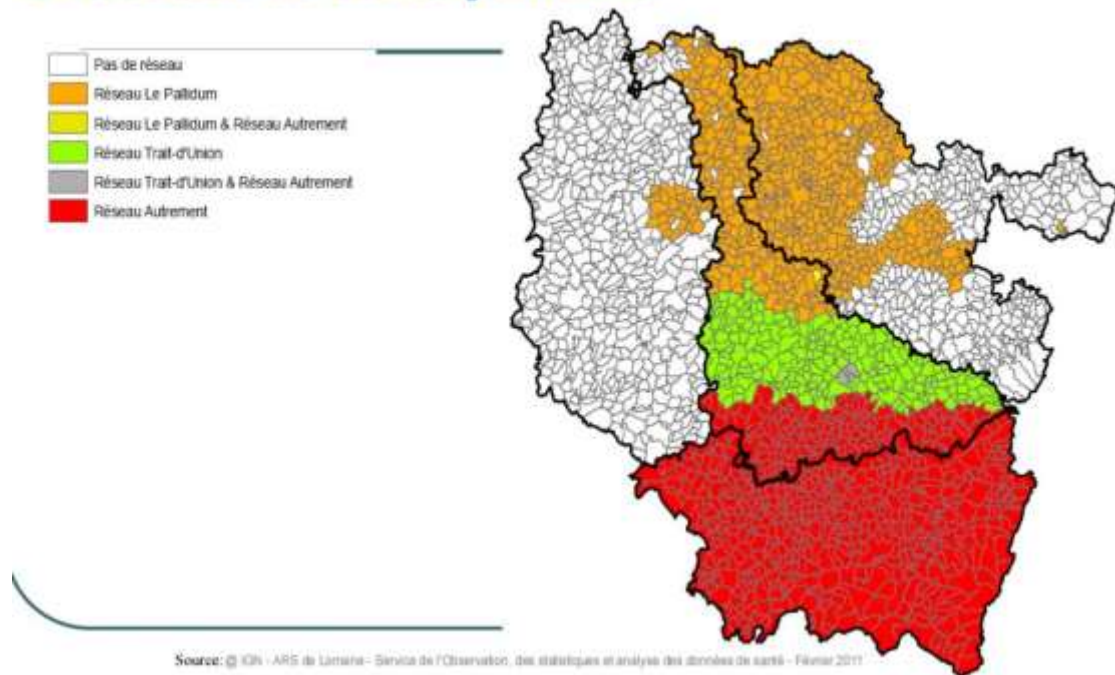 Pas de réseau
Réseau Le Pallidum
Réseau Le Pallidum & Réseau Autrement
Réseau Trait-d'Union
Réseau Trait-d'Union & Réseau Autrement
Réseau Autrement
Source: @ IGN - ARS de Lorraine - Service de l'Observation, des statistiques et analyse des données de santé - Février 2011